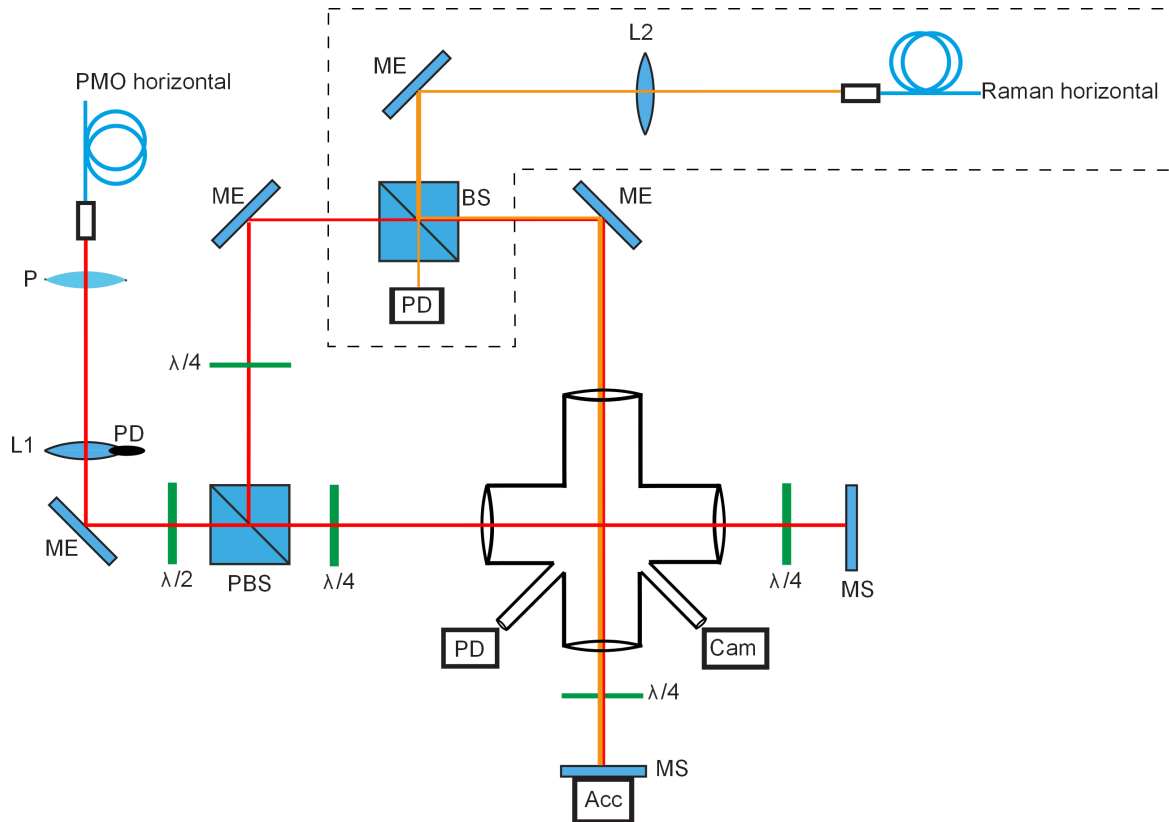 L2
ME
PMO horizontal
Raman horizontal
ME
BS
ME
P
PD
λ/4
PD
L1
ME
λ/2
PBS
λ/4
λ/4
MS
PD
Cam
λ/4
MS
Acc